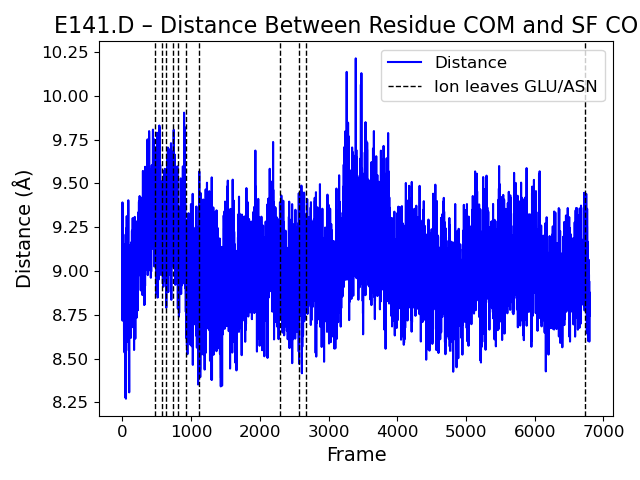 E141.D – Distance Between Residue COM and SF CO
10.25
10.00
9.75
9.50
9.25
9.00
8.75
8.50
8.25
Distance (Å)
Distance
Ion leaves GLU/ASN
0 1000 2000 3000 4000 5000 6000 7000
Frame